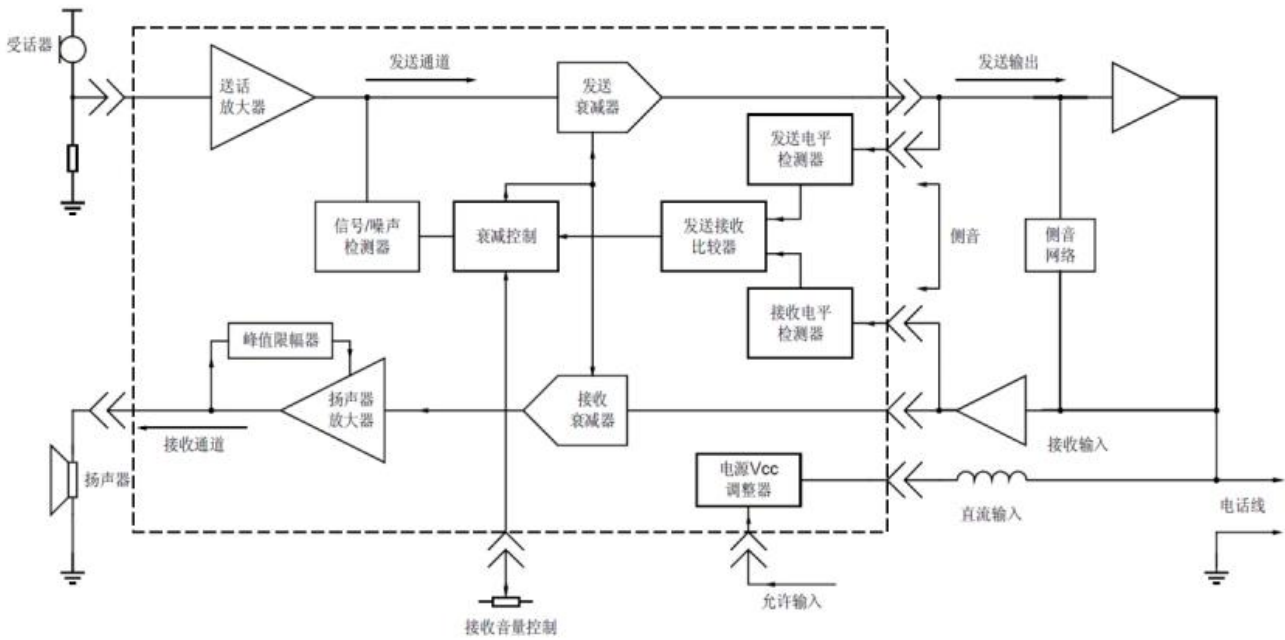 受话器
送话
放大器
发送通道
发送
衰减器
发送输出
发送电平
检测器
信号/噪声
检测器
衰减控制
发送接收
比较器
侧音
侧音
网络
接收电平
检测器
峰值限幅器
扬声器
放大器
接收
衰减器
接收通道
接收输入
扬声器
电源Vcc
调整器
直流输入
电话线
允许输入
接收音量控制